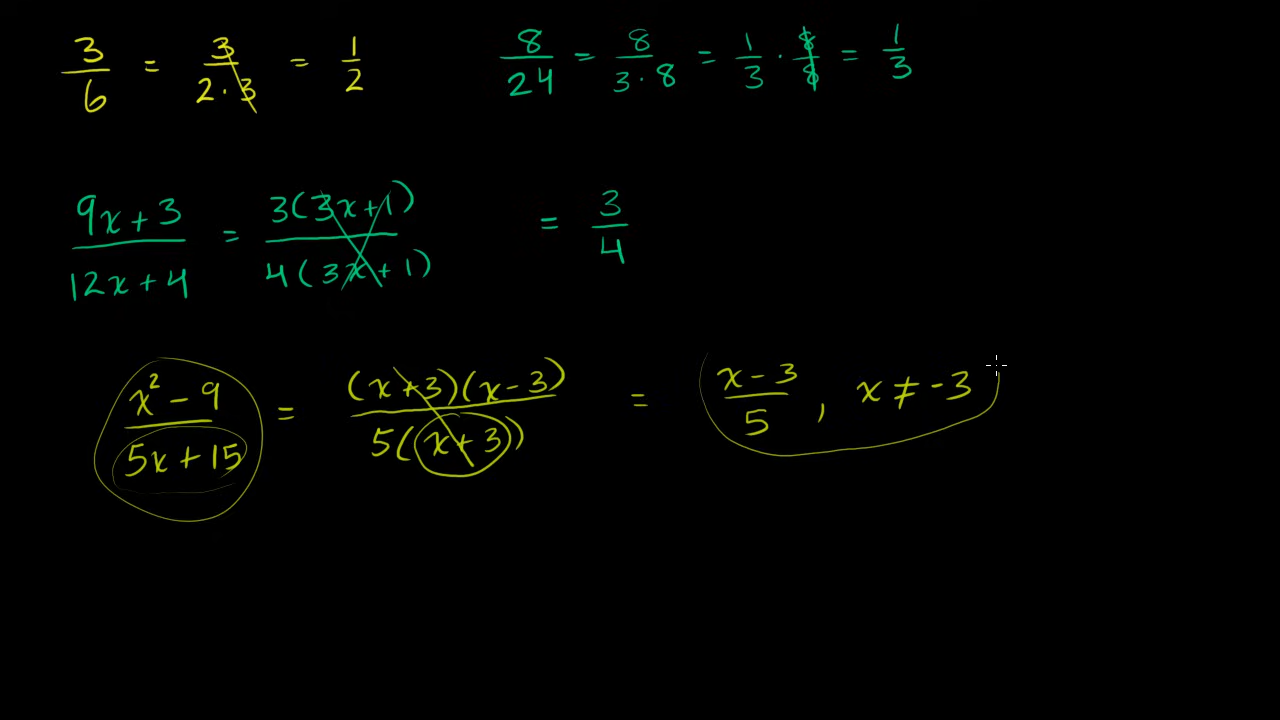 3/6 = 3/(2·3) = 1/2
8/24 = 8/(3·8) = 1/3 · 8/8 = 1/3
(9x+3)/(12x+4) = 3(3x+1)/4(3x+1) = 3/4
(x²-9)/(5x+15) = (x+3)(x-3)/5(x+3) = (x-3)/5, x≠-3